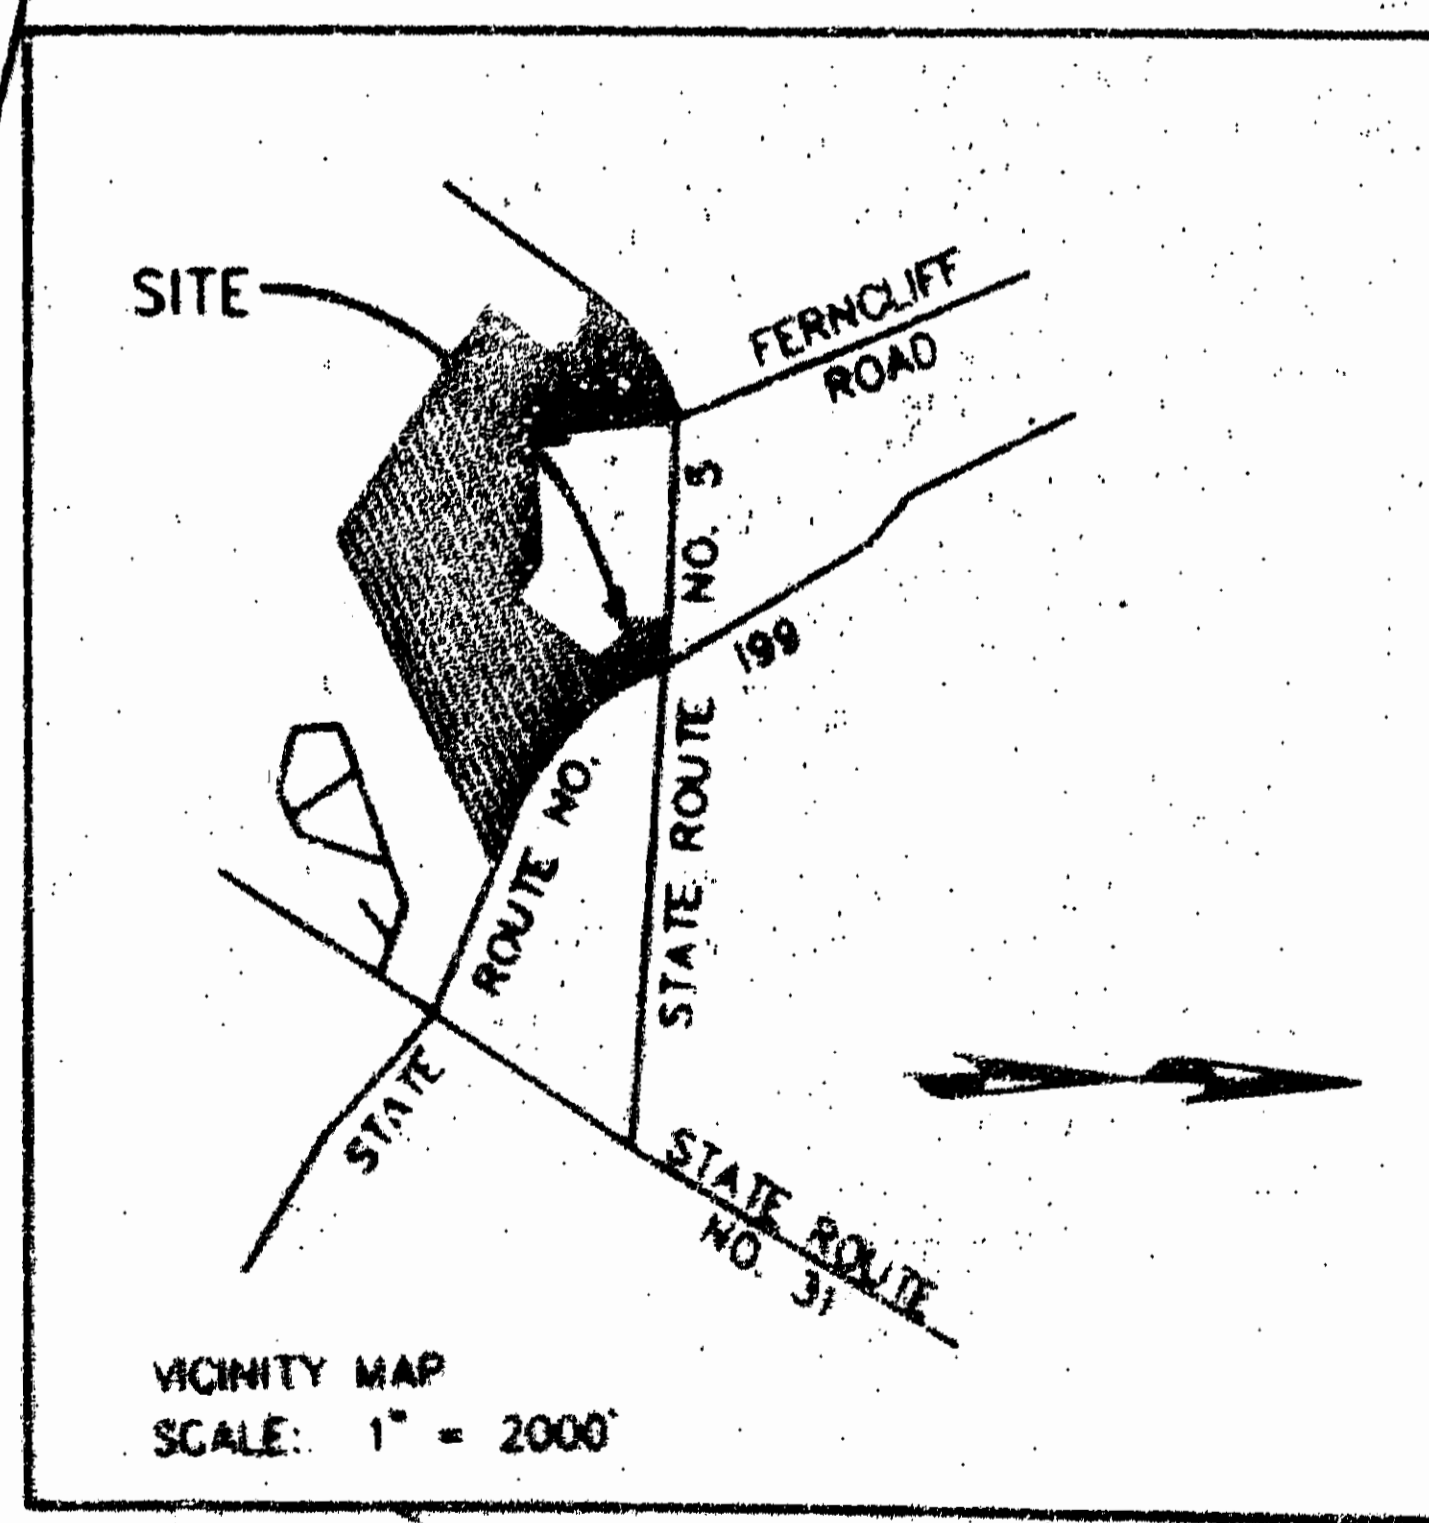 SITE
FERNCLIFF
ROAD
STATE ROUTE NO. 5
STATE ROUTE NO. 199
STATE ROUTE
NO. 31
VICINITY MAP
SCALE: 1" = 2000'